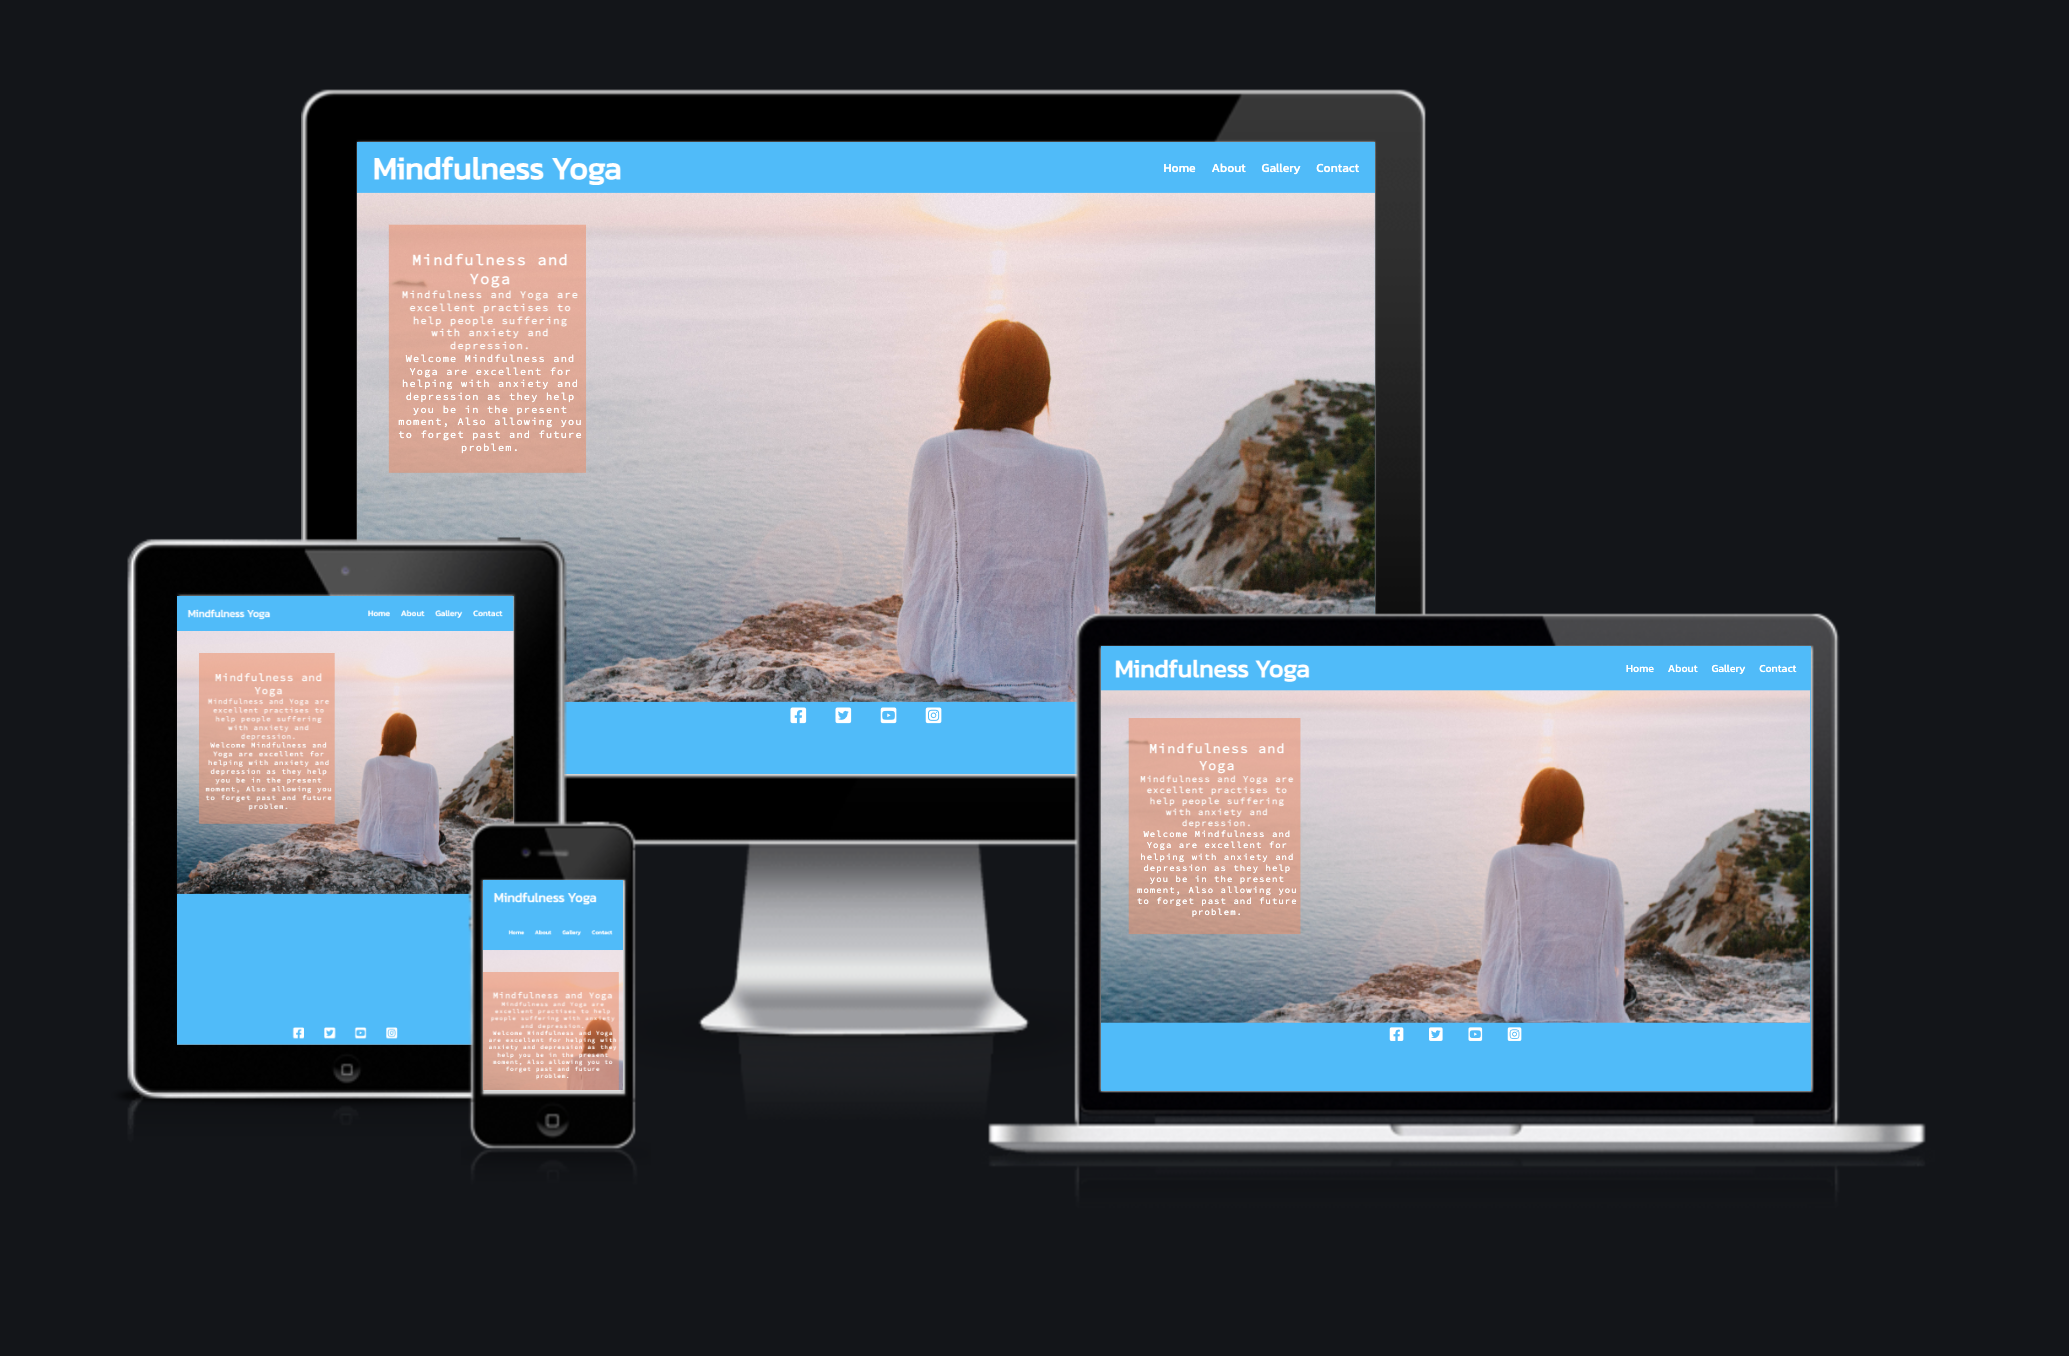 Mindfulness Yoga
Home About Gallery Contact
Mindfulness and
Yoga
Mindfulness and Yoga are
excellent practises to
help people suffering
with anxiety and
depression.
Welcome Mindfulness and
Yoga are excellent for
helping with anxiety and
depression as they help
you be in the present
moment, Also allowing you
to forget past and future
problem.
Mindfulness Yoga
Home About Gallery Contact
Mindfulness and
Yoga
Mindfulness and Yoga are
excellent practises to
help people suffering
with anxiety and
depression.
Welcome Mindfulness and
Yoga are excellent for
helping with anxiety and
depression as they help
you be in the present
moment, Also allowing you
to forget past and future
problem.
Mindfulness Yoga
Home About Gallery Contact
Mindfulness and Yoga
Mindfulness and Yoga are
excellent practises to help
people suffering with anxiety
and depression.
Welcome Mindfulness and Yoga
are excellent for helping with
anxiety and depression as they
help you be in the present
moment, Also allowing you to
forget past and future
problem.
Mindfulness Yoga
Home About Gallery Contact
Mindfulness and
Yoga
Mindfulness and Yoga are
excellent practises to
help people suffering
with anxiety and
depression.
Welcome Mindfulness and
Yoga are excellent for
helping with anxiety and
depression as they help
you be in the present
moment, Also allowing you
to forget past and future
problem.